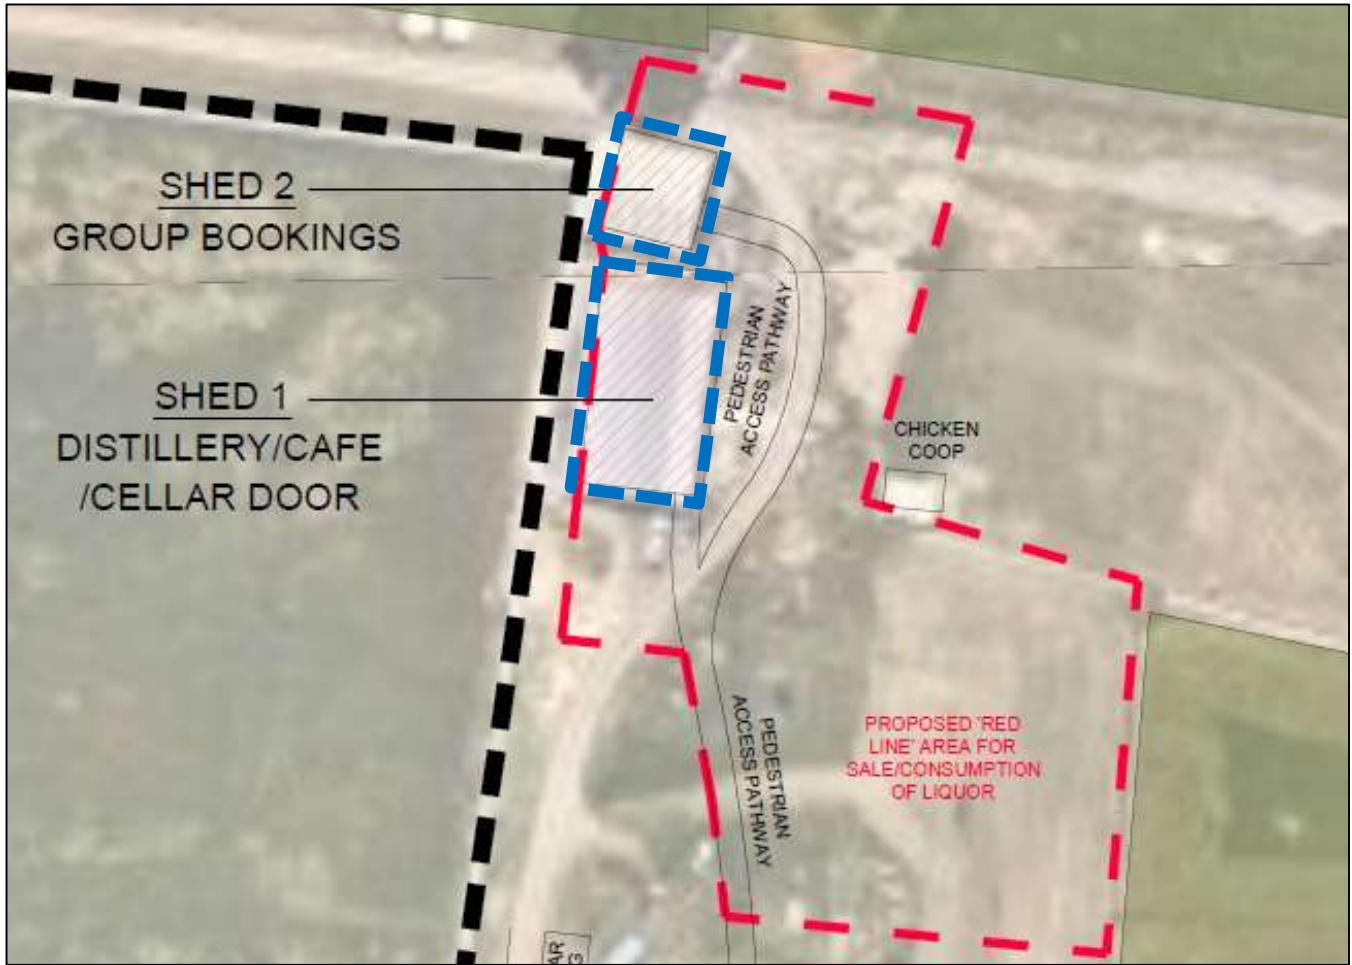 SHED 2
GROUP BOOKINGS
SHED 1
DISTILLERY/CAFE
/CELLAR DOOR
PEDESTRIAN
ACCESS PATHWAY
CHICKEN
COOP
PROPOSED 'RED
LINE' AREA FOR
SALE/CONSUMPTION
OF LIQUOR
PEDESTRIAN
ACCESS PATHWAY